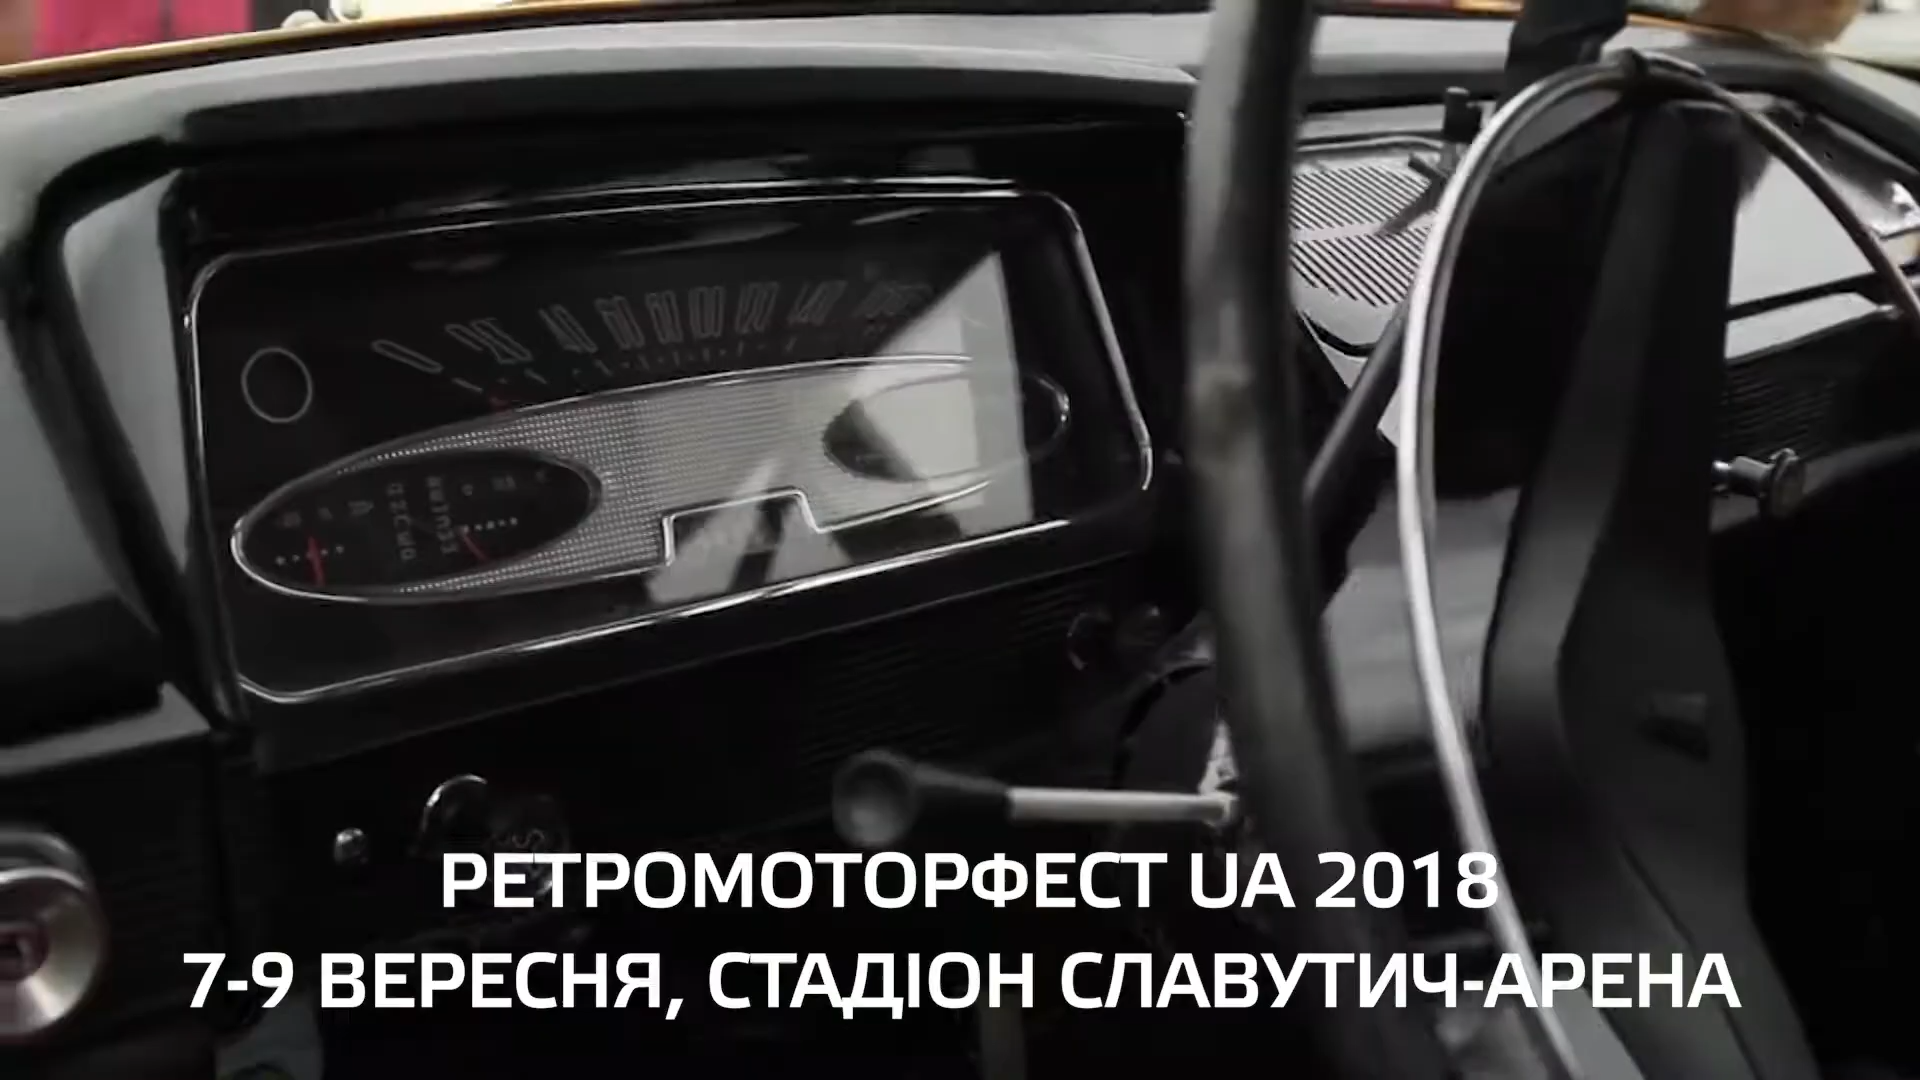 РЕТРОМОТОРФЕСТ UA 2018
7-9 ВЕРЕСНЯ, СТАДІОН СЛАВУТИЧ-АРЕНА